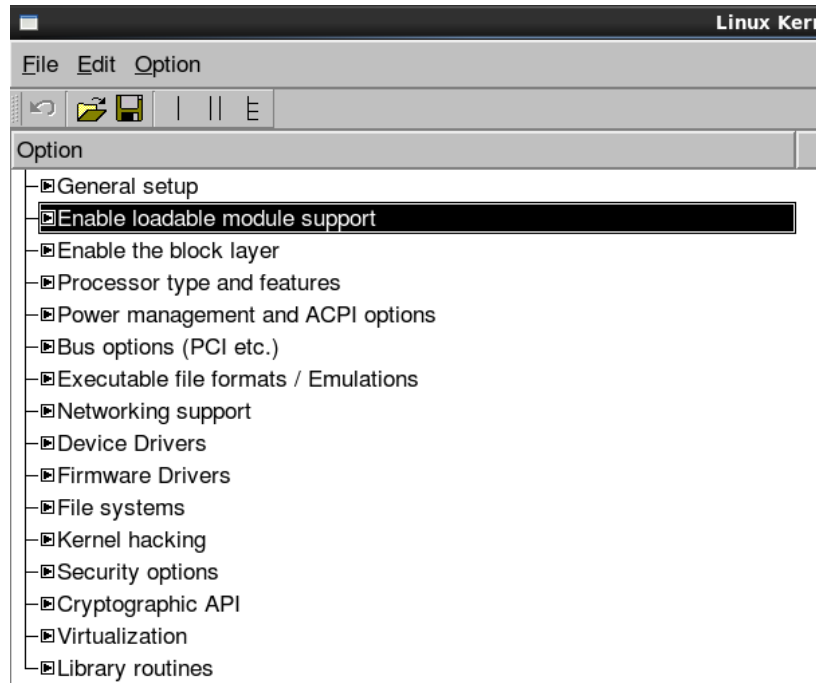 Linux Ker
File Edit Option
Option
General setup
Enable loadable module support
Enable the block layer
Processor type and features
Power management and ACPI options
Bus options (PCI etc.)
Executable file formats / Emulations
Networking support
Device Drivers
Firmware Drivers
File systems
Kernel hacking
Security options
Cryptographic API
Virtualization
Library routines